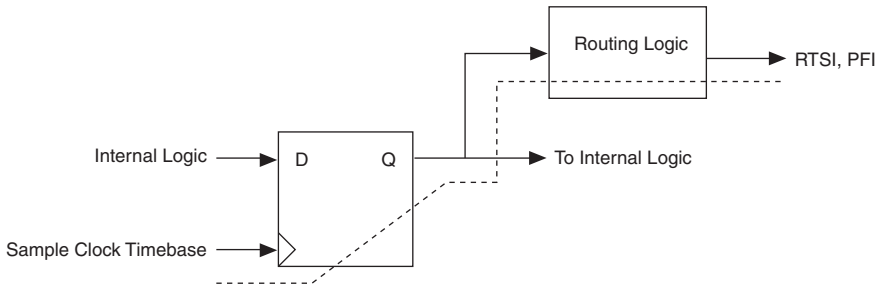 Routing Logic
RTSI, PFI
Internal Logic
D
Q
To Internal Logic
Sample Clock Timebase